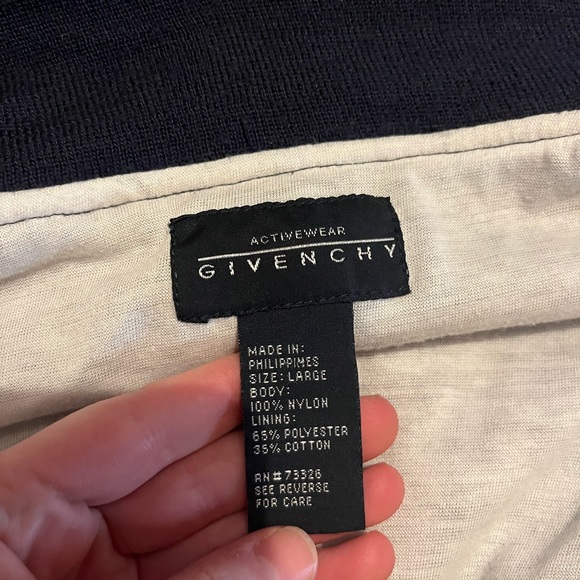 ACTIVEWEAR
GIVENCHY
MADE IN:
PHILIPPINES
SIZE: LARGE
BODY:
100% NYLON
LINING:
65% POLYESTER
35% COTTON
RN# 73326
SEE REVERSE
FOR CARE